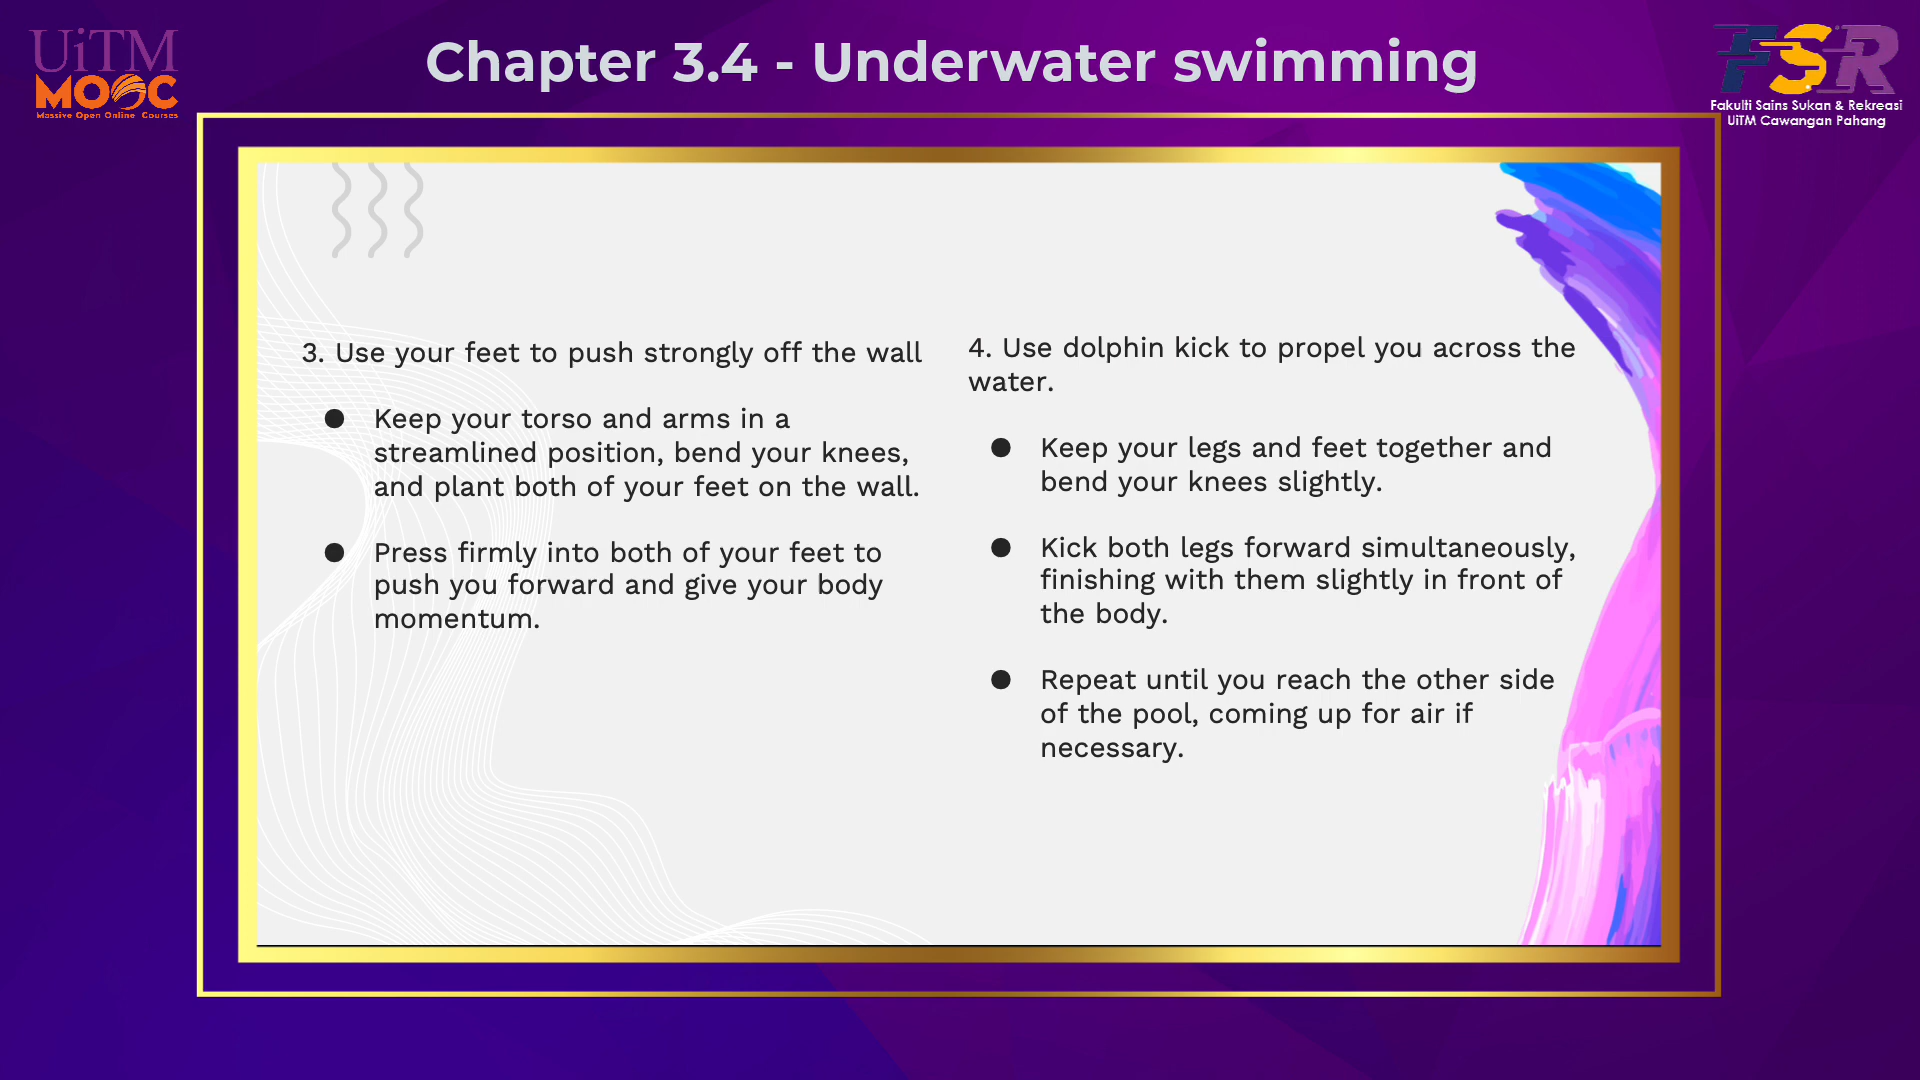 UiTM
MOOC
Massive Open Online Courses
Chapter 3.4 - Underwater swimming
FSR
Fakulti Sains Sukan & Rekreasi
UiTM Cawangan Pahang
3. Use your feet to push strongly off the wall
● Keep your torso and arms in a
streamlined position, bend your knees,
and plant both of your feet on the wall.
● Press firmly into both of your feet to
push you forward and give your body
momentum.
4. Use dolphin kick to propel you across the
water.
● Keep your legs and feet together and
bend your knees slightly.
● Kick both legs forward simultaneously,
finishing with them slightly in front of
the body.
● Repeat until you reach the other side
of the pool, coming up for air if
necessary.